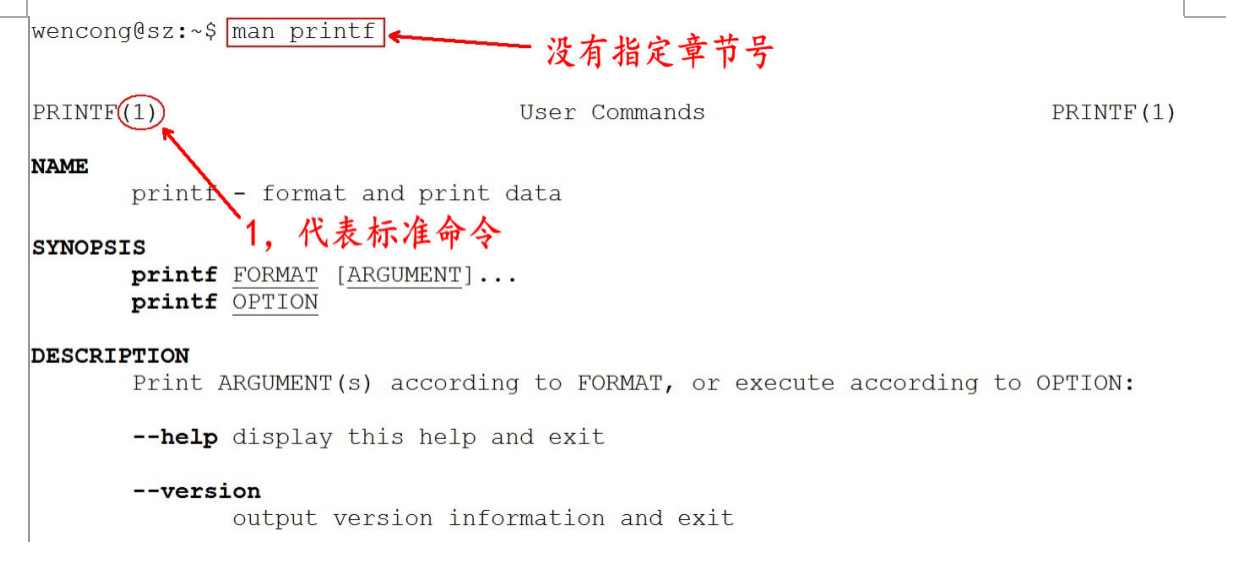 wencong@sz:~$ man printf
没有指定章节号
PRINTF(1) User Commands PRINTF(1)
NAME
printf - format and print data
1，代表标准命令
SYNOPSIS
printf FORMAT [ARGUMENT]...
printf OPTION
DESCRIPTION
Print ARGUMENT(s) according to FORMAT, or execute according to OPTION:
--help display this help and exit
--version
output version information and exit